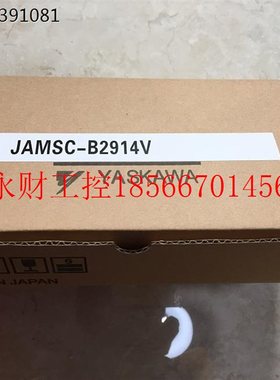 391081
JAMSC-B2914V
YASKAWA
永财工控18566701456
N JAPAN